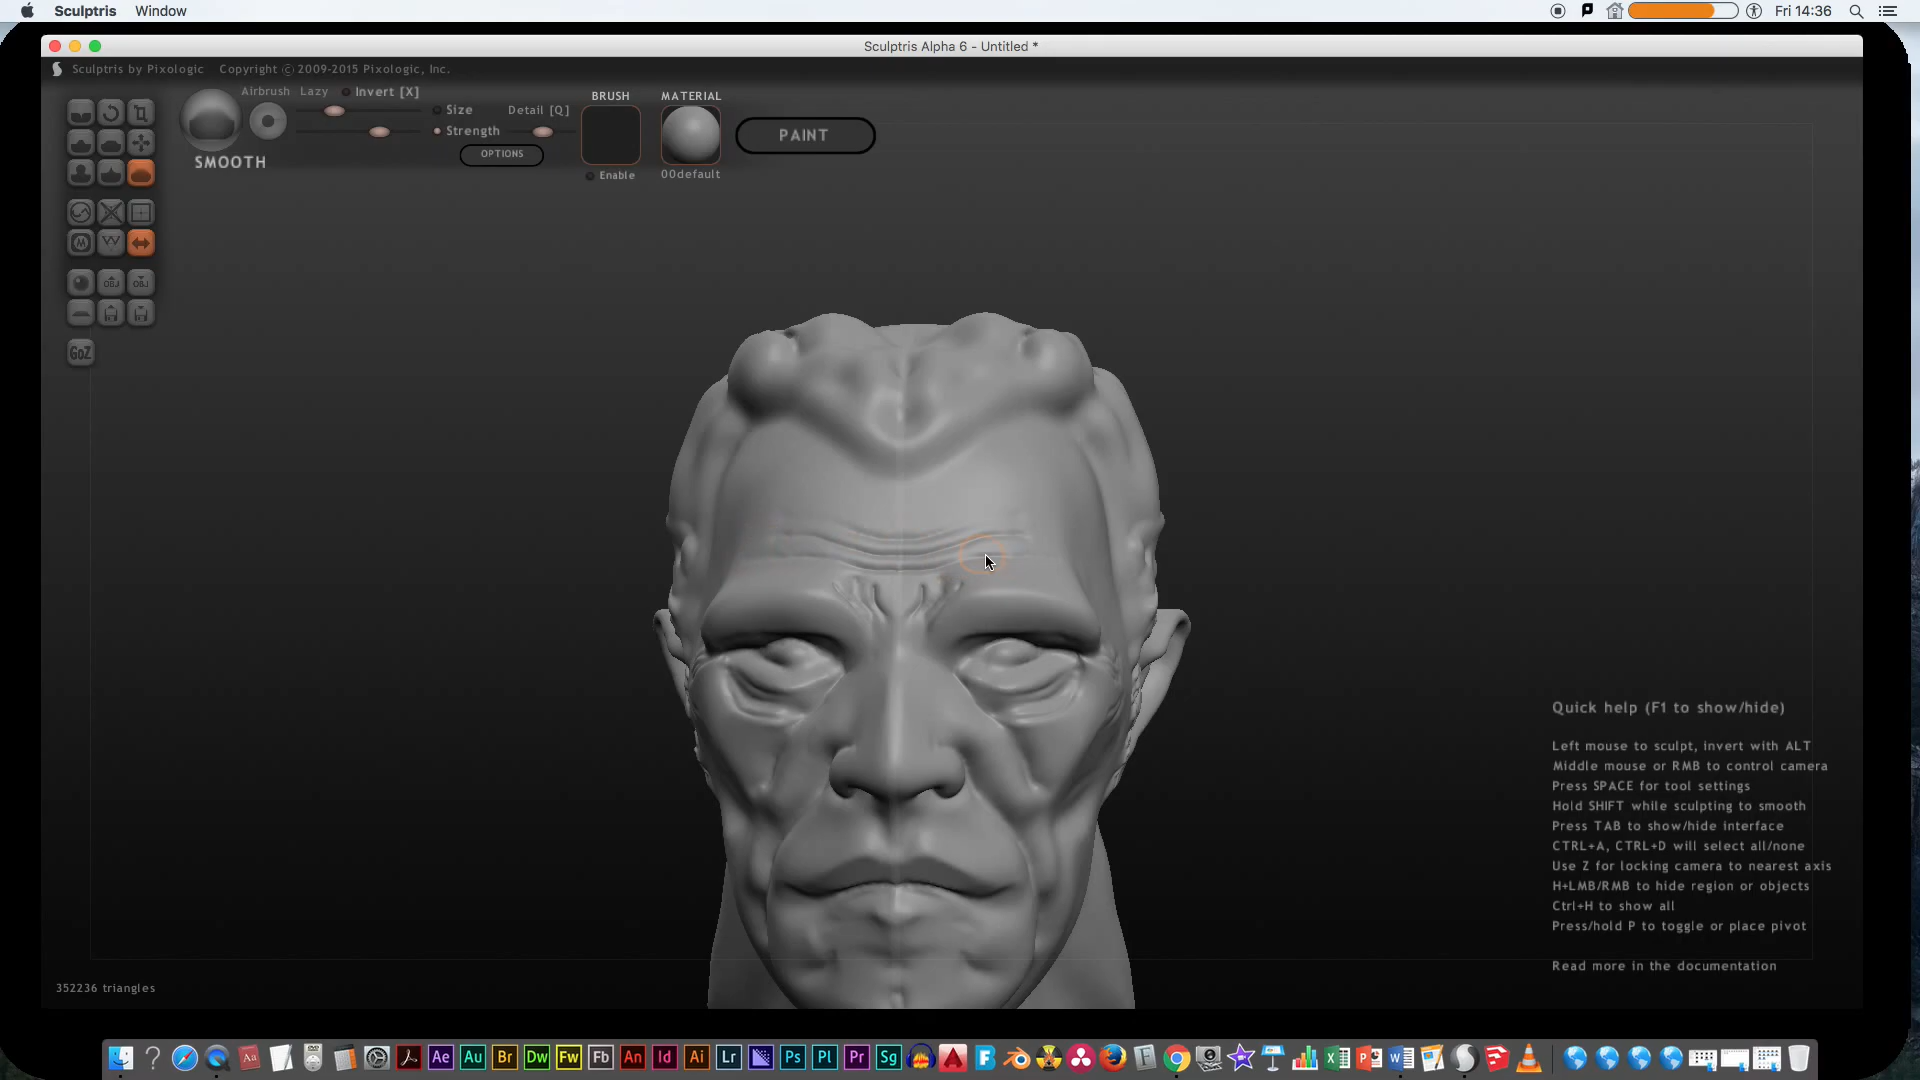 Sculptris Window
Fri 14:36
Sculptris Alpha 6 - Untitled *
Sculptris by Pixologic Copyright © 2009-2015 Pixologic, Inc.
Airbrush Lazy Invert [X]
Size Detail [Q]
Strength
OPTIONS
SMOOTH
BRUSH
Enable
MATERIAL
00default
PAINT
M
OBJ OBJ
GoZ
Quick help (F1 to show/hide)
Left mouse to sculpt, invert with ALT
Middle mouse or RMB to control camera
Press SPACE for tool settings
Hold SHIFT while sculpting to smooth
Press TAB to show/hide interface
CTRL+A, CTRL+D will select all/none
Use Z for locking camera to nearest axis
H+LMB/RMB to hide region or objects
Ctrl+H to show all
Press/hold P to toggle or place pivot
Read more in the documentation
352236 triangles
? Aa Ae Au Br Dw Fw Fb An Id Ai Lr Ps Pl Pr Sg F X P W